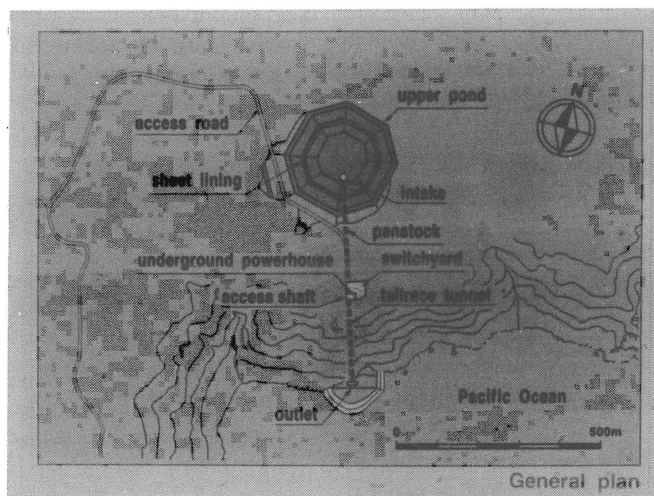 N
upper pond
access road
sheet lining
intake
penstock
underground powerhouse
switchyard
access shaft
tailrace tunnel
Pacific Ocean
outlet
0 500m
General plan